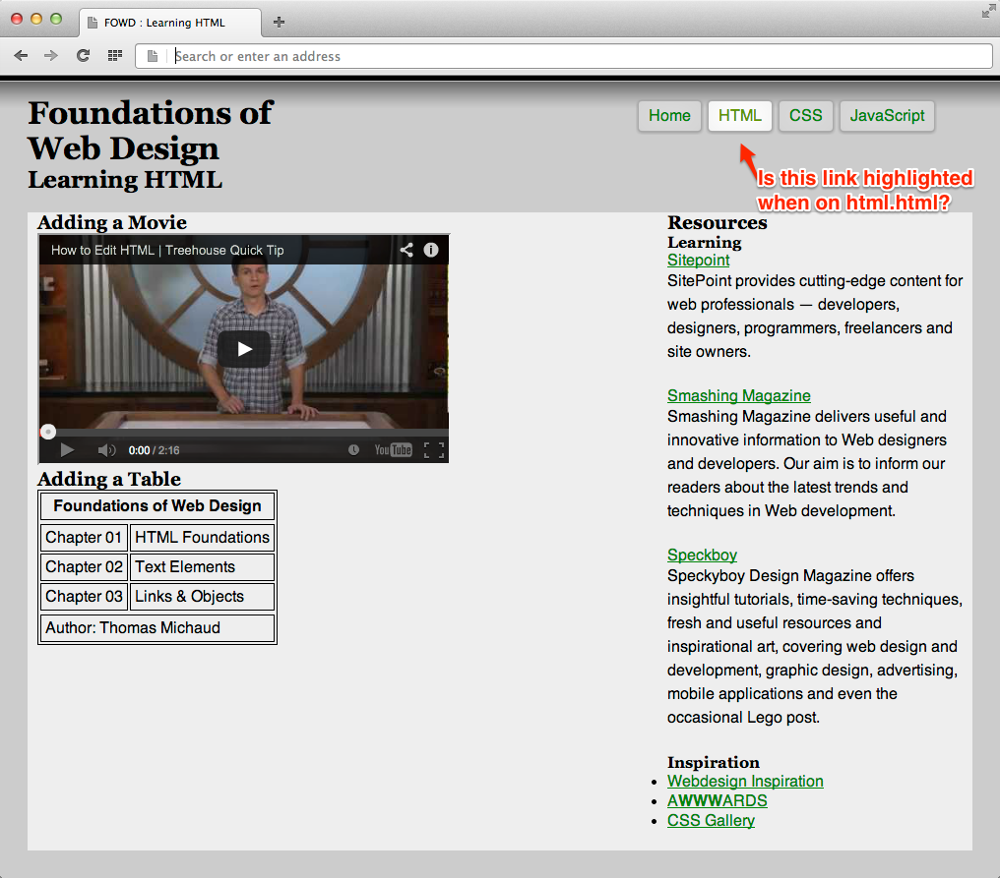 FOWD : Learning HTML
Search or enter an address
Foundations of
Web Design
Learning HTML
Home
HTML
CSS
JavaScript
Is this link highlighted
when on html.html?
Adding a Movie
How to Edit HTML | Treehouse Quick Tip
0:00 / 2:16
YouTube
Adding a Table
Foundations of Web Design
Chapter 01 HTML Foundations
Chapter 02 Text Elements
Chapter 03 Links & Objects
Author: Thomas Michaud
Resources
Learning
Sitepoint
SitePoint provides cutting-edge content for
web professionals — developers,
designers, programmers, freelancers and
site owners.
Smashing Magazine
Smashing Magazine delivers useful and
innovative information to Web designers
and developers. Our aim is to inform our
readers about the latest trends and
techniques in Web development.
Speckboy
Speckyboy Design Magazine offers
insightful tutorials, time-saving techniques,
fresh and useful resources and
inspirational art, covering web design and
development, graphic design, advertising,
mobile applications and even the
occasional Lego post.
Inspiration
Webdesign Inspiration
AWWWARDS
CSS Gallery